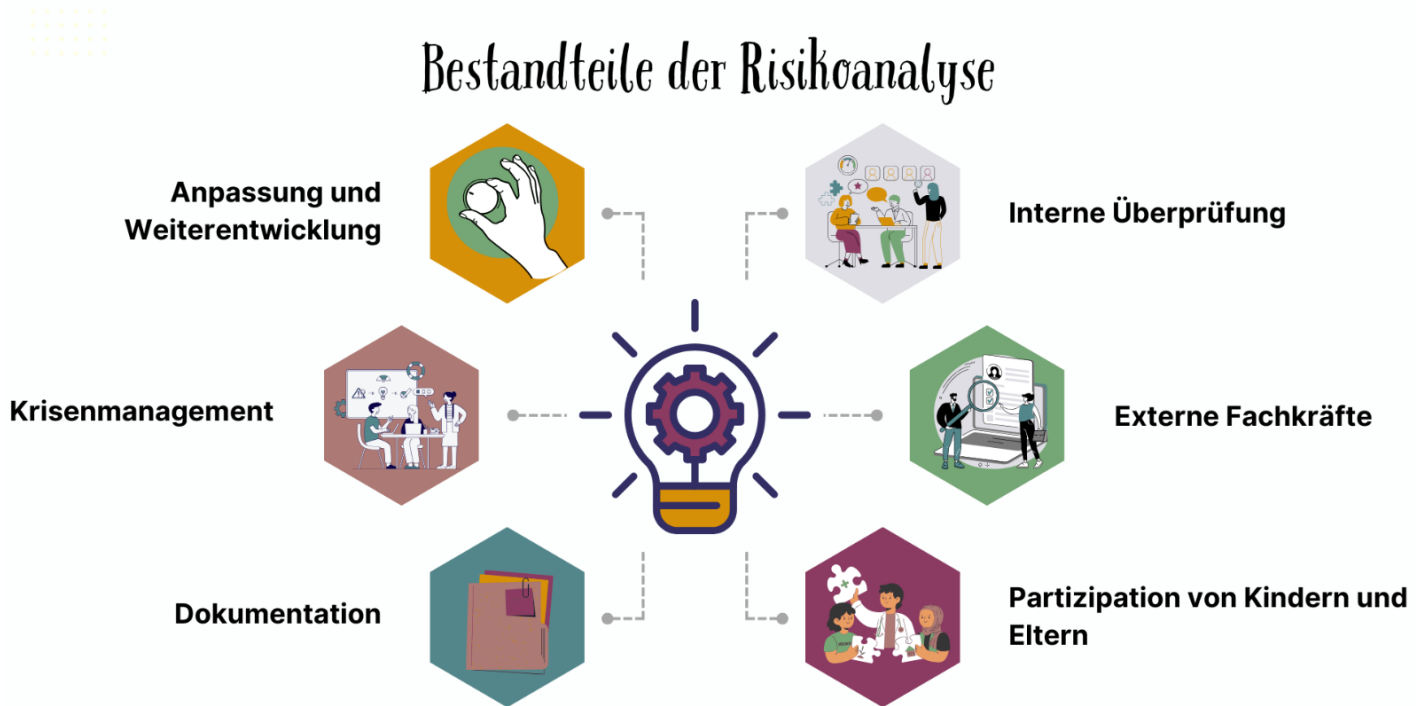 Bestandteile der Risikoanalyse
Anpassung und
Weiterentwicklung
Interne Überprüfung
Krisenmanagement
Externe Fachkräfte
Dokumentation
Partizipation von Kindern und
Eltern